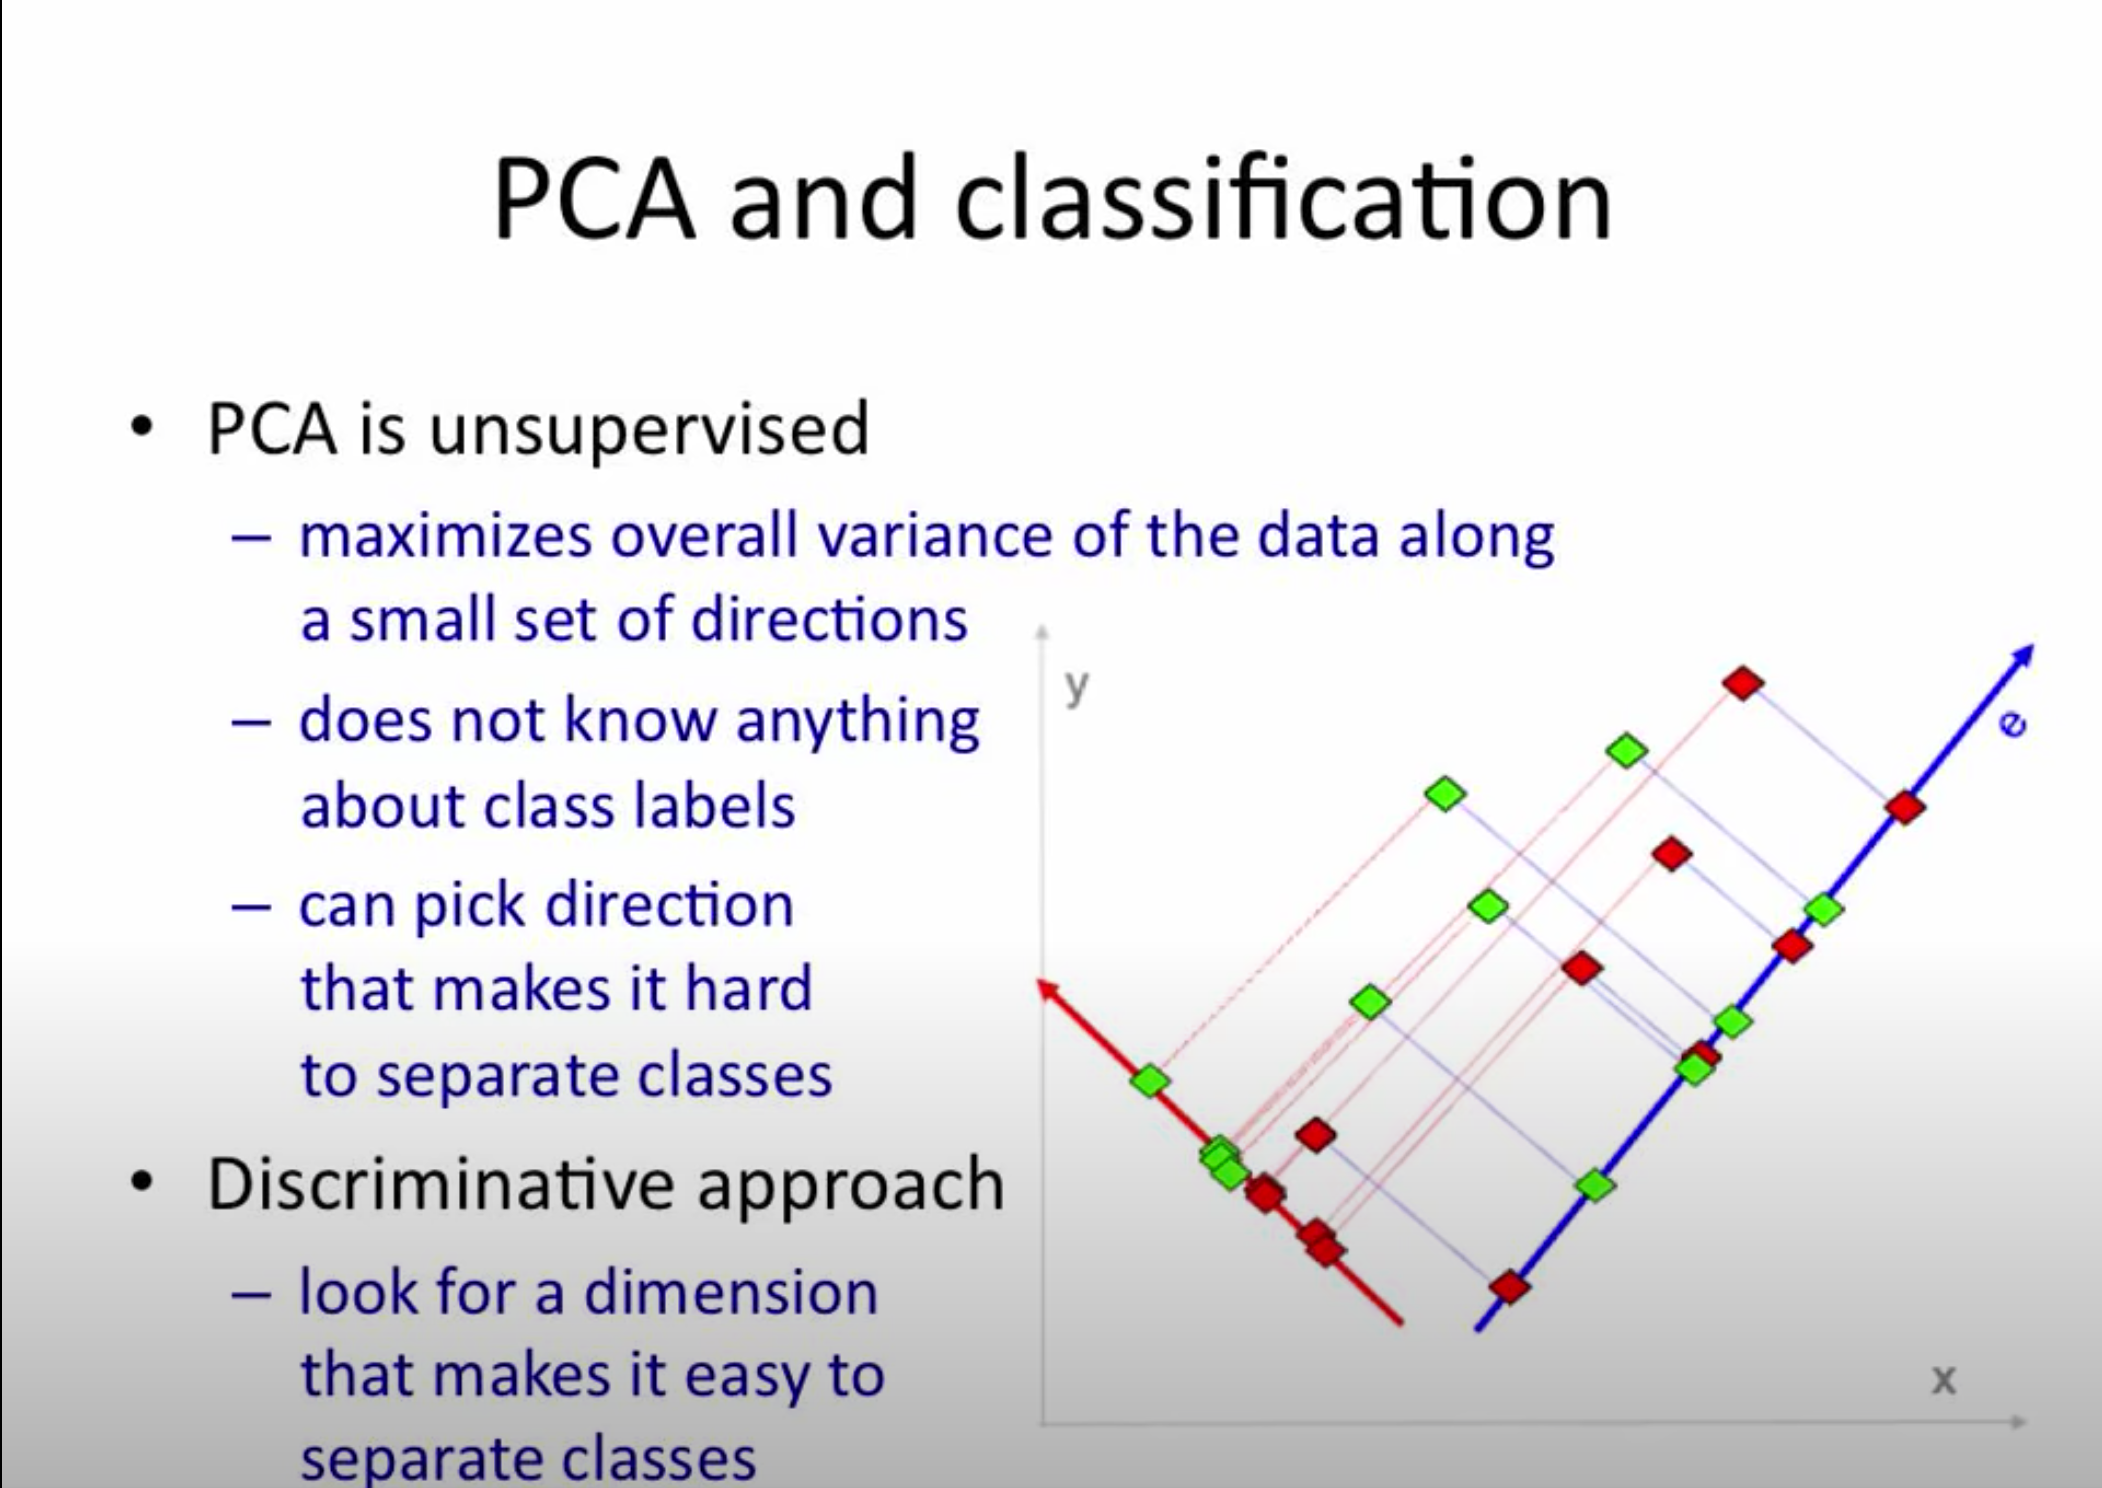 PCA and classification
• PCA is unsupervised
– maximizes overall variance of the data along
a small set of directions
– does not know anything
about class labels
– can pick direction
that makes it hard
to separate classes
• Discriminative approach
– look for a dimension
that makes it easy to
separate classes
y
e
x